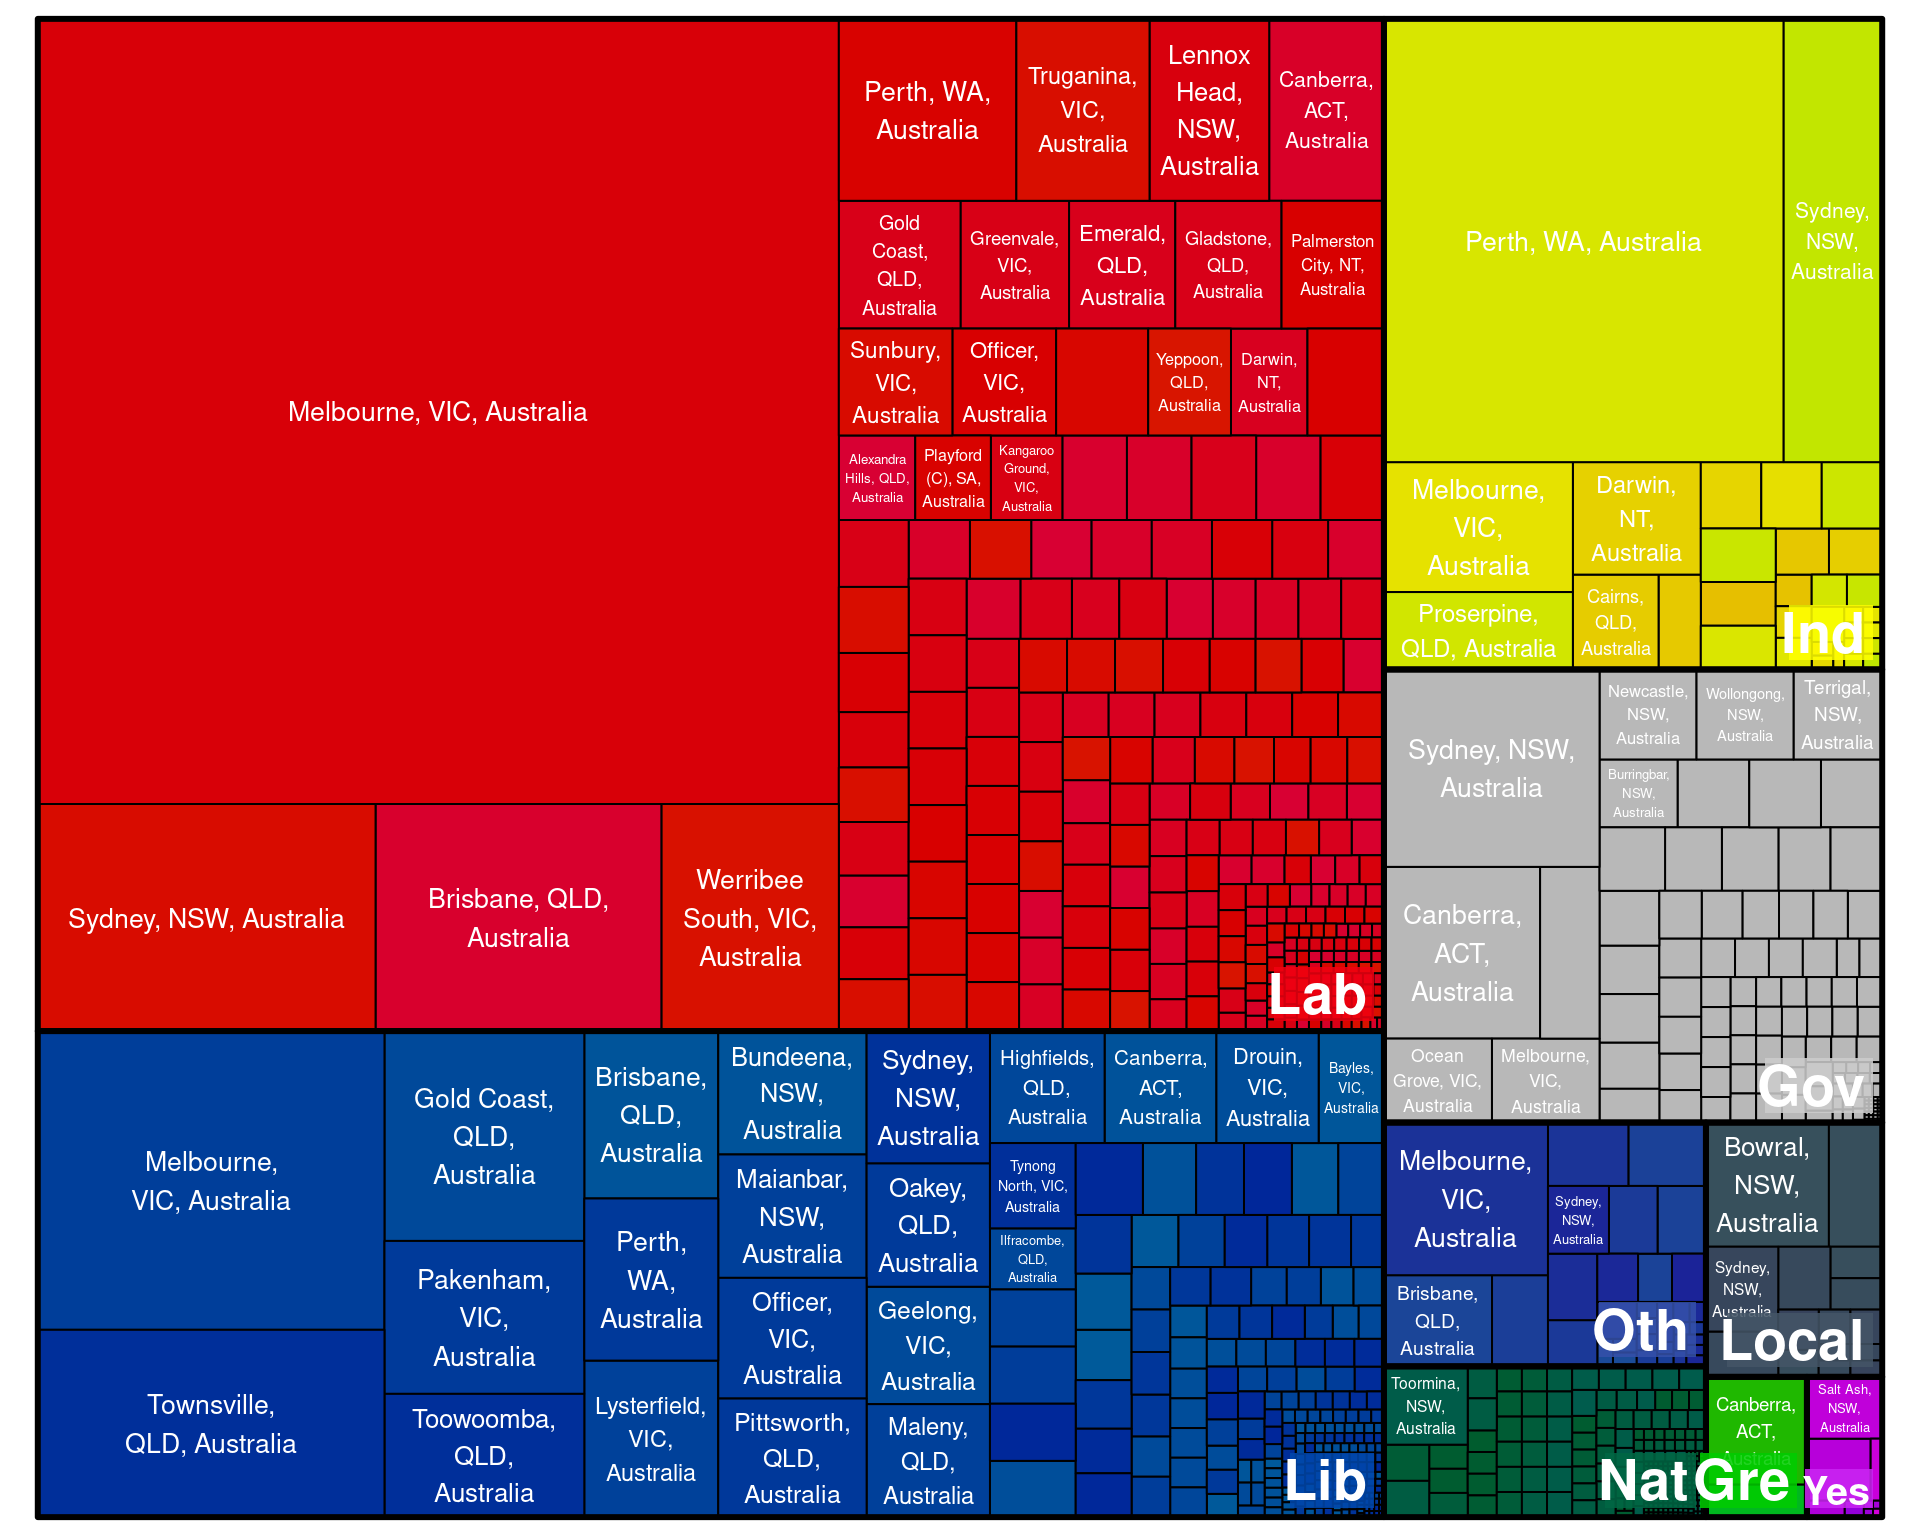 Melbourne, VIC, Australia
Sydney, NSW, Australia
Brisbane, QLD,
Australia
Werribee
South, VIC,
Australia
Perth, WA,
Australia
Truganina,
VIC,
Australia
Lennox
Head,
NSW,
Australia
Canberra,
ACT,
Australia
Gold
Coast,
QLD,
Australia
Greenvale,
VIC,
Australia
Emerald,
QLD,
Australia
Gladstone,
QLD,
Australia
Palmerston
City, NT,
Australia
Sunbury,
VIC,
Australia
Officer,
VIC,
Australia
Yeppoon,
QLD,
Australia
Darwin,
NT,
Australia
Alexandra
Hills, QLD,
Australia
Playford
(C), SA,
Australia
Kangaroo
Ground,
VIC,
Australia
Lab
Melbourne,
VIC, Australia
Townsville,
QLD, Australia
Gold Coast,
QLD,
Australia
Pakenham,
VIC,
Australia
Toowoomba,
QLD,
Australia
Brisbane,
QLD,
Australia
Perth,
WA,
Australia
Lysterfield,
VIC,
Australia
Bundeena,
NSW,
Australia
Maianbar,
NSW,
Australia
Officer,
VIC,
Australia
Pittsworth,
QLD,
Australia
Sydney,
NSW,
Australia
Oakey,
QLD,
Australia
Geelong,
VIC,
Australia
Maleny,
QLD,
Australia
Highfields,
QLD,
Australia
Canberra,
ACT,
Australia
Drouin,
VIC,
Australia
Bayles,
VIC,
Australia
Tynong
North, VIC,
Australia
Ilfracombe,
QLD,
Australia
Lib
Perth, WA, Australia
Sydney,
NSW,
Australia
Melbourne,
VIC,
Australia
Proserpine,
QLD, Australia
Darwin,
NT,
Australia
Cairns,
QLD,
Australia
Ind
Sydney, NSW,
Australia
Canberra,
ACT,
Australia
Ocean
Grove, VIC,
Australia
Melbourne,
VIC,
Australia
Newcastle,
NSW,
Australia
Wollongong,
NSW,
Australia
Terrigal,
NSW,
Australia
Burringbar,
NSW,
Australia
Gov
Melbourne,
VIC,
Australia
Brisbane,
QLD,
Australia
Sydney,
NSW,
Australia
Oth
Bowral,
NSW,
Australia
Sydney,
NSW,
Australia
Local
Toormina,
NSW,
Australia
Nat
Canberra,
ACT,
Australia
Gre
Salt Ash,
NSW,
Australia
Yes